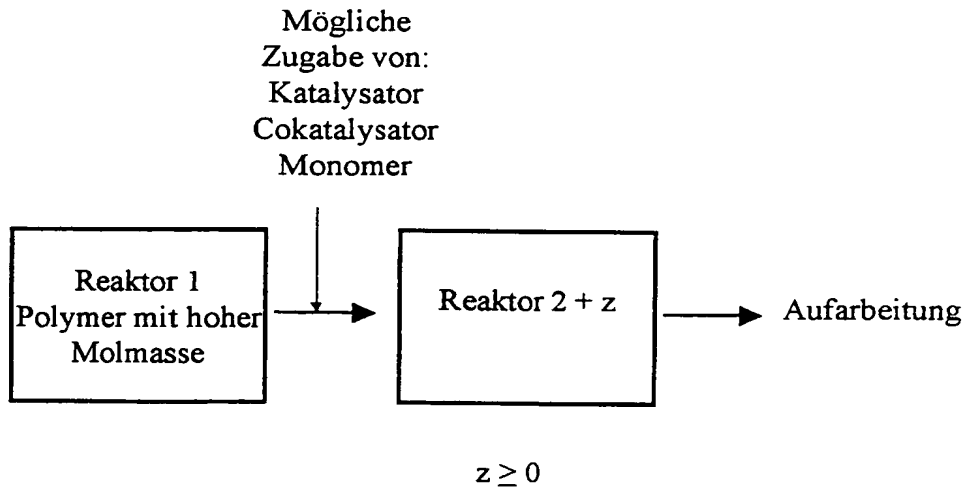 Mögliche
Zugabe von:
Katalysator
Cokatalysator
Monomer
Reaktor 1
Polymer mit hoher
Molmasse
Reaktor 2 + z
Aufarbeitung
z ≥ 0